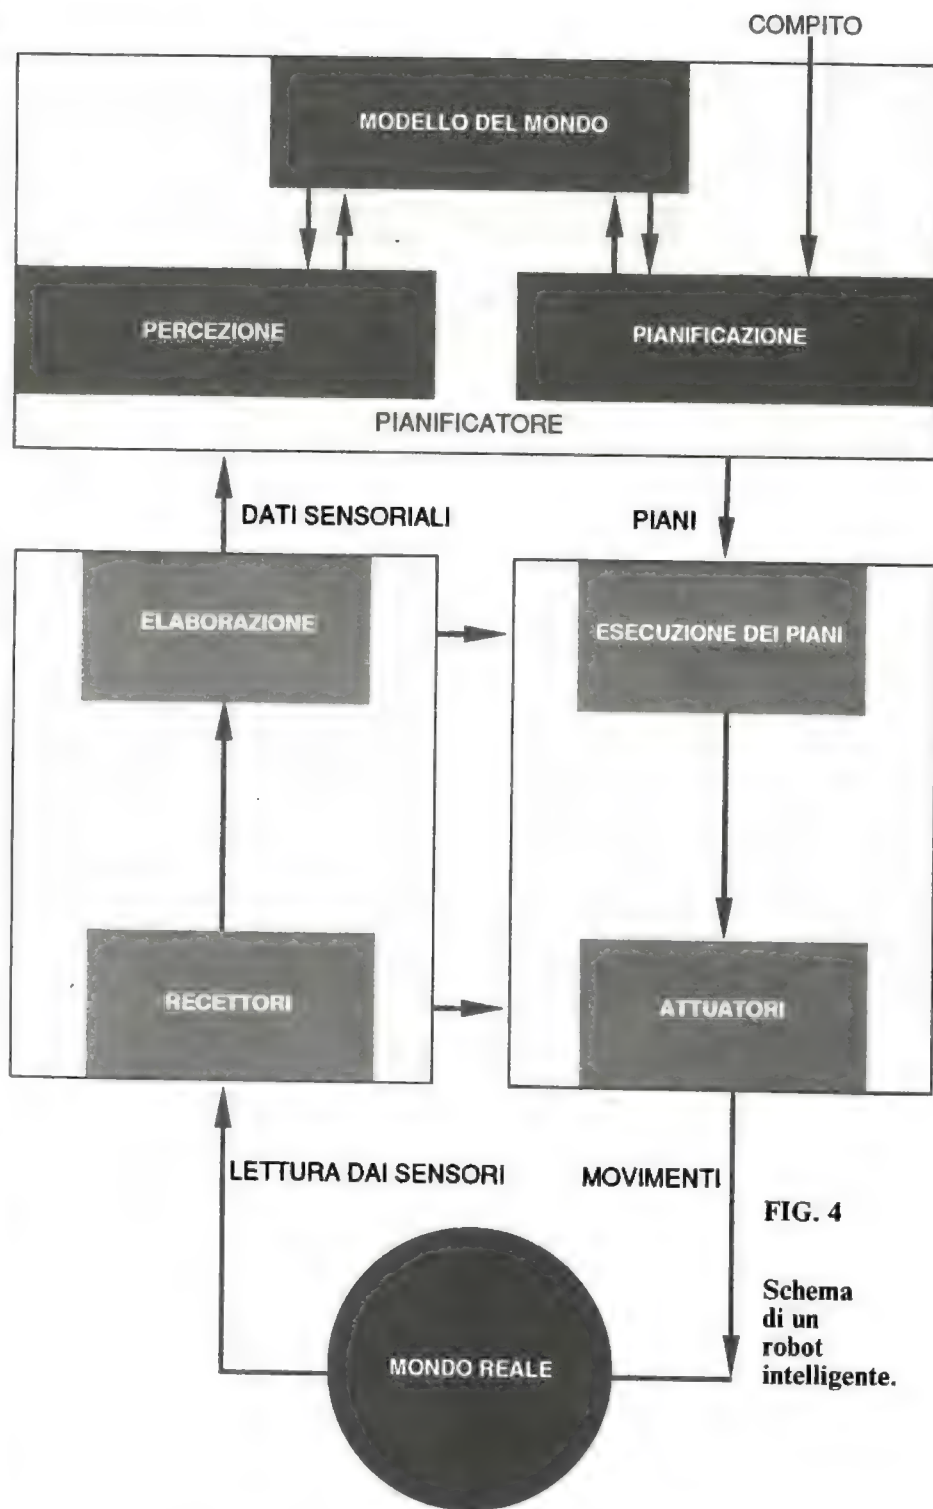 COMPITO
MODELLO DEL MONDO
PERCEZIONE
PIANIFICAZIONE
PIANIFICATORE
DATI SENSORIALI
PIANI
ELABORAZIONE
ESECUZIONE DEI PIANI
RECETTORI
ATTUATORI
LETTURA DAI SENSORI
MOVIMENTI
FIG. 4
Schema
di un
robot
intelligente.
MONDO REALE